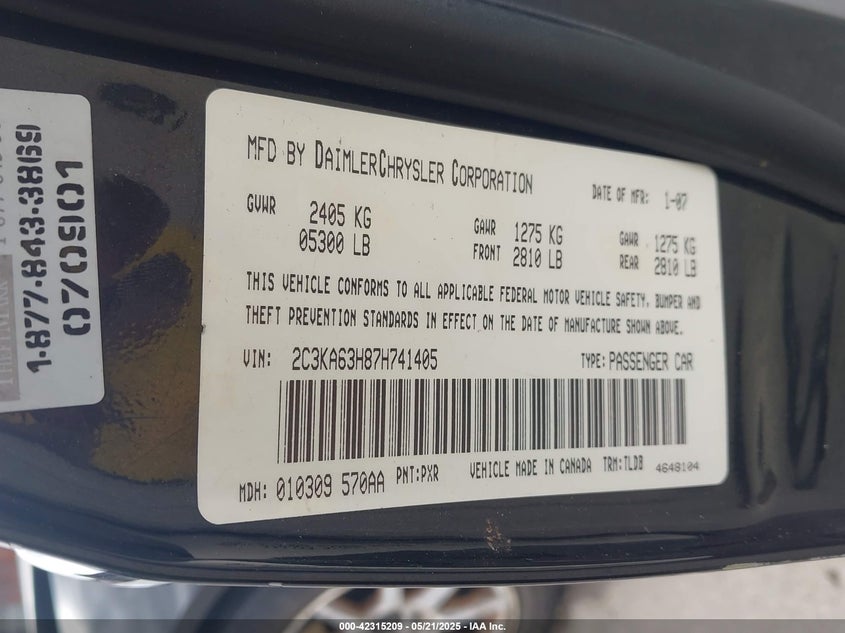 1-877-843-3869
070901
MFD BY DAIMLERCHRYSLER CORPORATION
DATE OF MFR: 1-07
GVWR 2405 KG
05300 LB
GAWR FRONT 1275 KG
2810 LB
GAWR REAR 1275 KG
2810 LB
THIS VEHICLE CONFORMS TO ALL APPLICABLE FEDERAL MOTOR VEHICLE SAFETY, BUMPER AND
THEFT PREVENTION STANDARDS IN EFFECT ON THE DATE OF MANUFACTURE SHOWN ABOVE.
VIN: 2C3KA63H87H741405
TYPE: PASSENGER CAR
MDH: 010309 570AA
PNT:PXR
VEHICLE MADE IN CANADA
TRM:TLDB
4648104
000-42315209 - 05/21/2025 - IAA Inc.